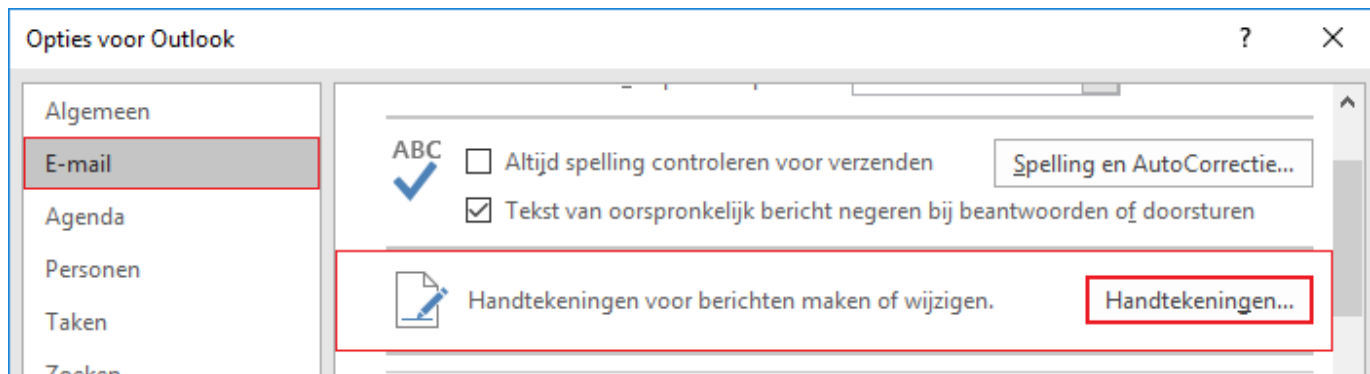 Opties voor Outlook
Algemeen
E-mail
Agenda
Personen
Taken
Zoeken
ABC
Altijd spelling controleren voor verzenden
Spelling en AutoCorrectie...
Tekst van oorspronkelijk bericht negeren bij beantwoorden of doorsturen
Handtekeningen voor berichten maken of wijzigen.
Handtekeningen...